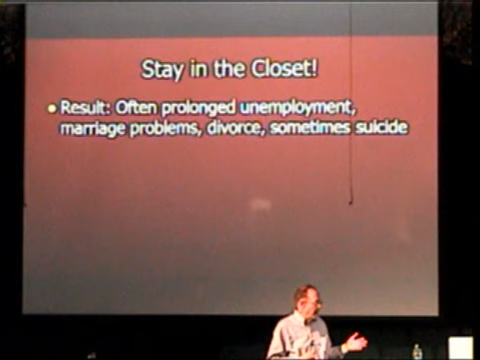 Stay in the Closet!
Result: Often prolonged unemployment,
marriage problems, divorce, sometimes suicide